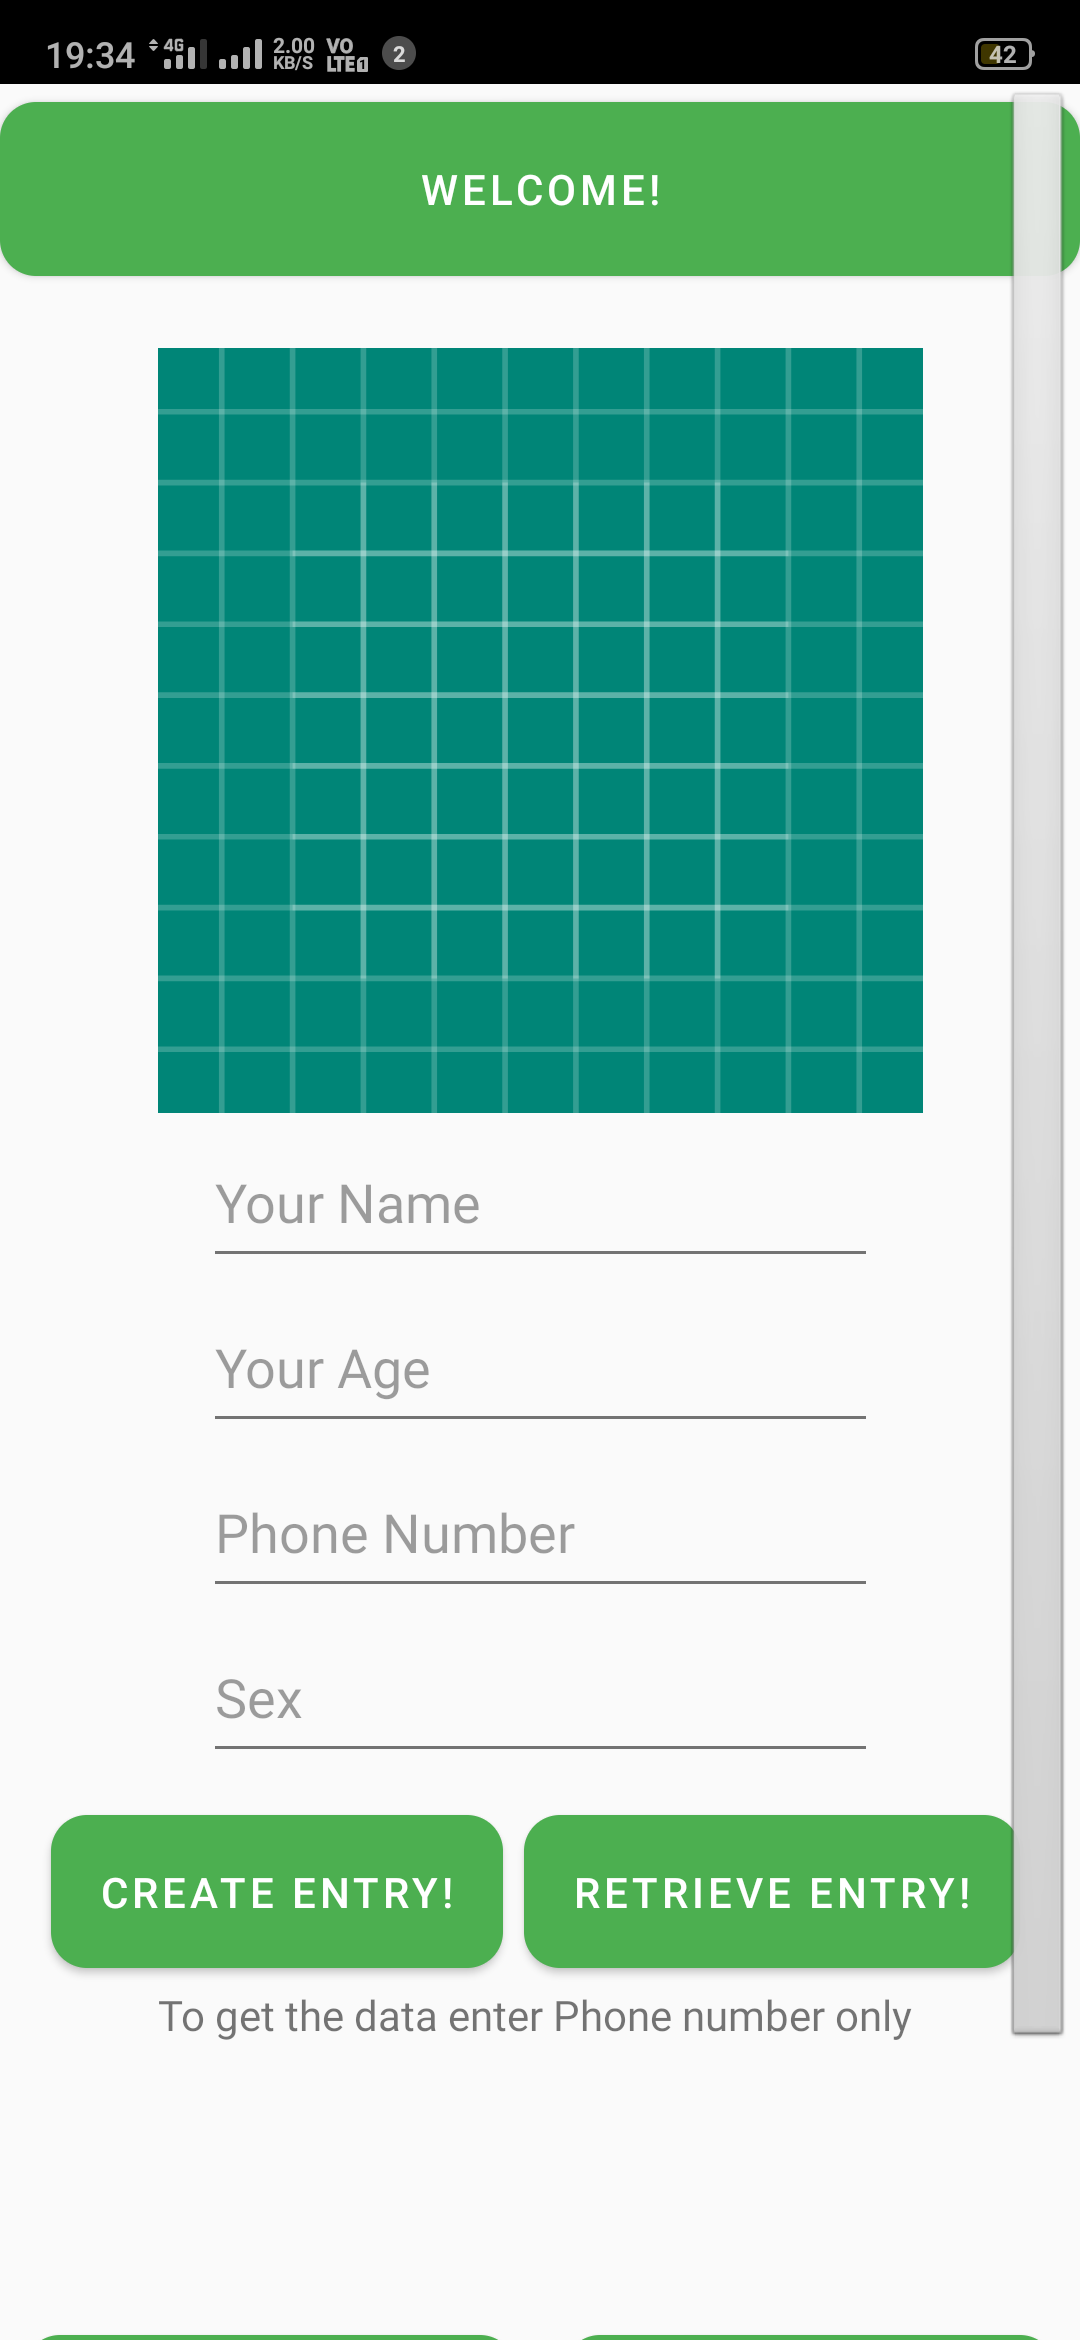 19:34 4G 2.00 KB/S VO LTE1 2 42
WELCOME!
Your Name
Your Age
Phone Number
Sex
CREATE ENTRY! RETRIEVE ENTRY!
To get the data enter Phone number only